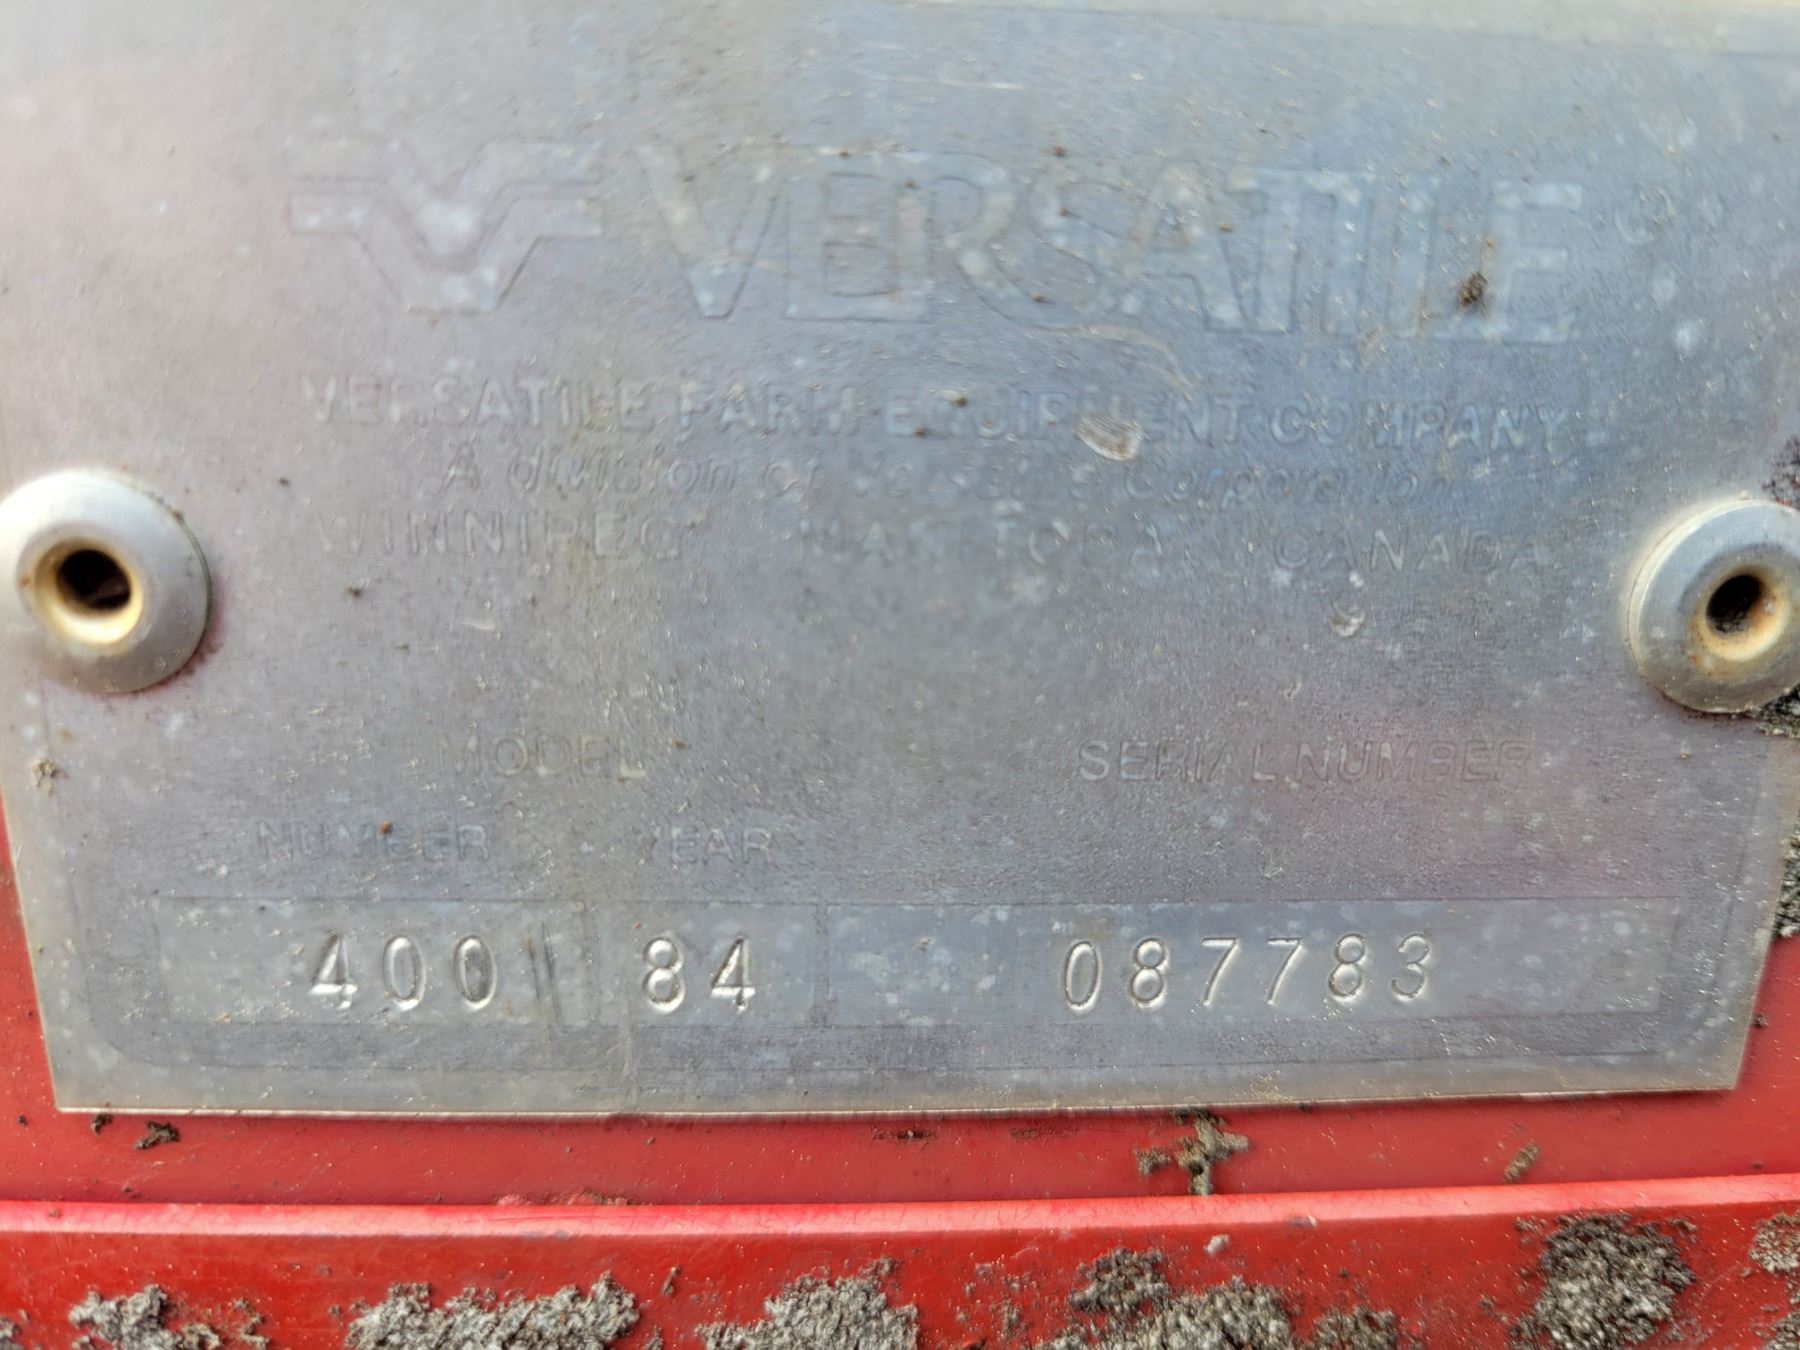 VERSATILE
VERSATILE FARM EQUIPMENT COMPANY
A division of Versatile Corporation
WINNIPEG MANITOBA CANADA
MODEL SERIAL NUMBER
NUMBER YEAR
400 84 087783